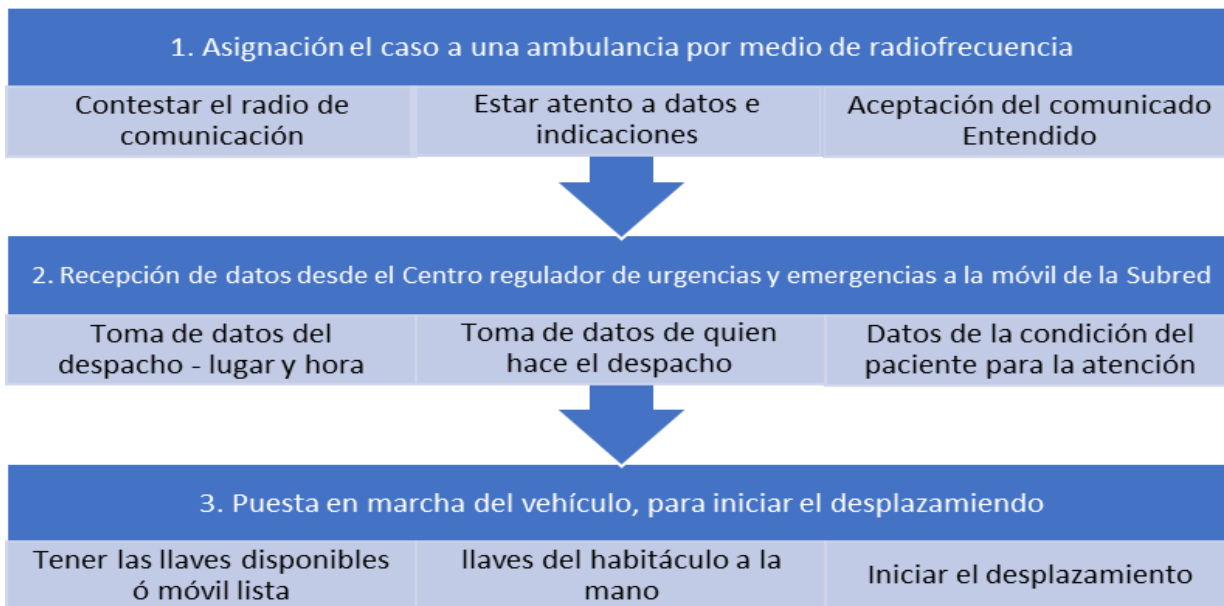 1. Asignación el caso a una ambulancia por medio de radiofrecuencia
Contestar el radio de
comunicación
Estar atento a datos e
indicaciones
Aceptación del comunicado
Entendido
2. Recepción de datos desde el Centro regulador de urgencias y emergencias a la móvil de la Subred
Toma de datos del
despacho - lugar y hora
Toma de datos de quien
hace el despacho
Datos de la condición del
paciente para la atención
3. Puesta en marcha del vehículo, para iniciar el desplazamiendo
Tener las llaves disponibles
ó móvil lista
llaves del habitáculo a la
mano
Iniciar el desplazamiento